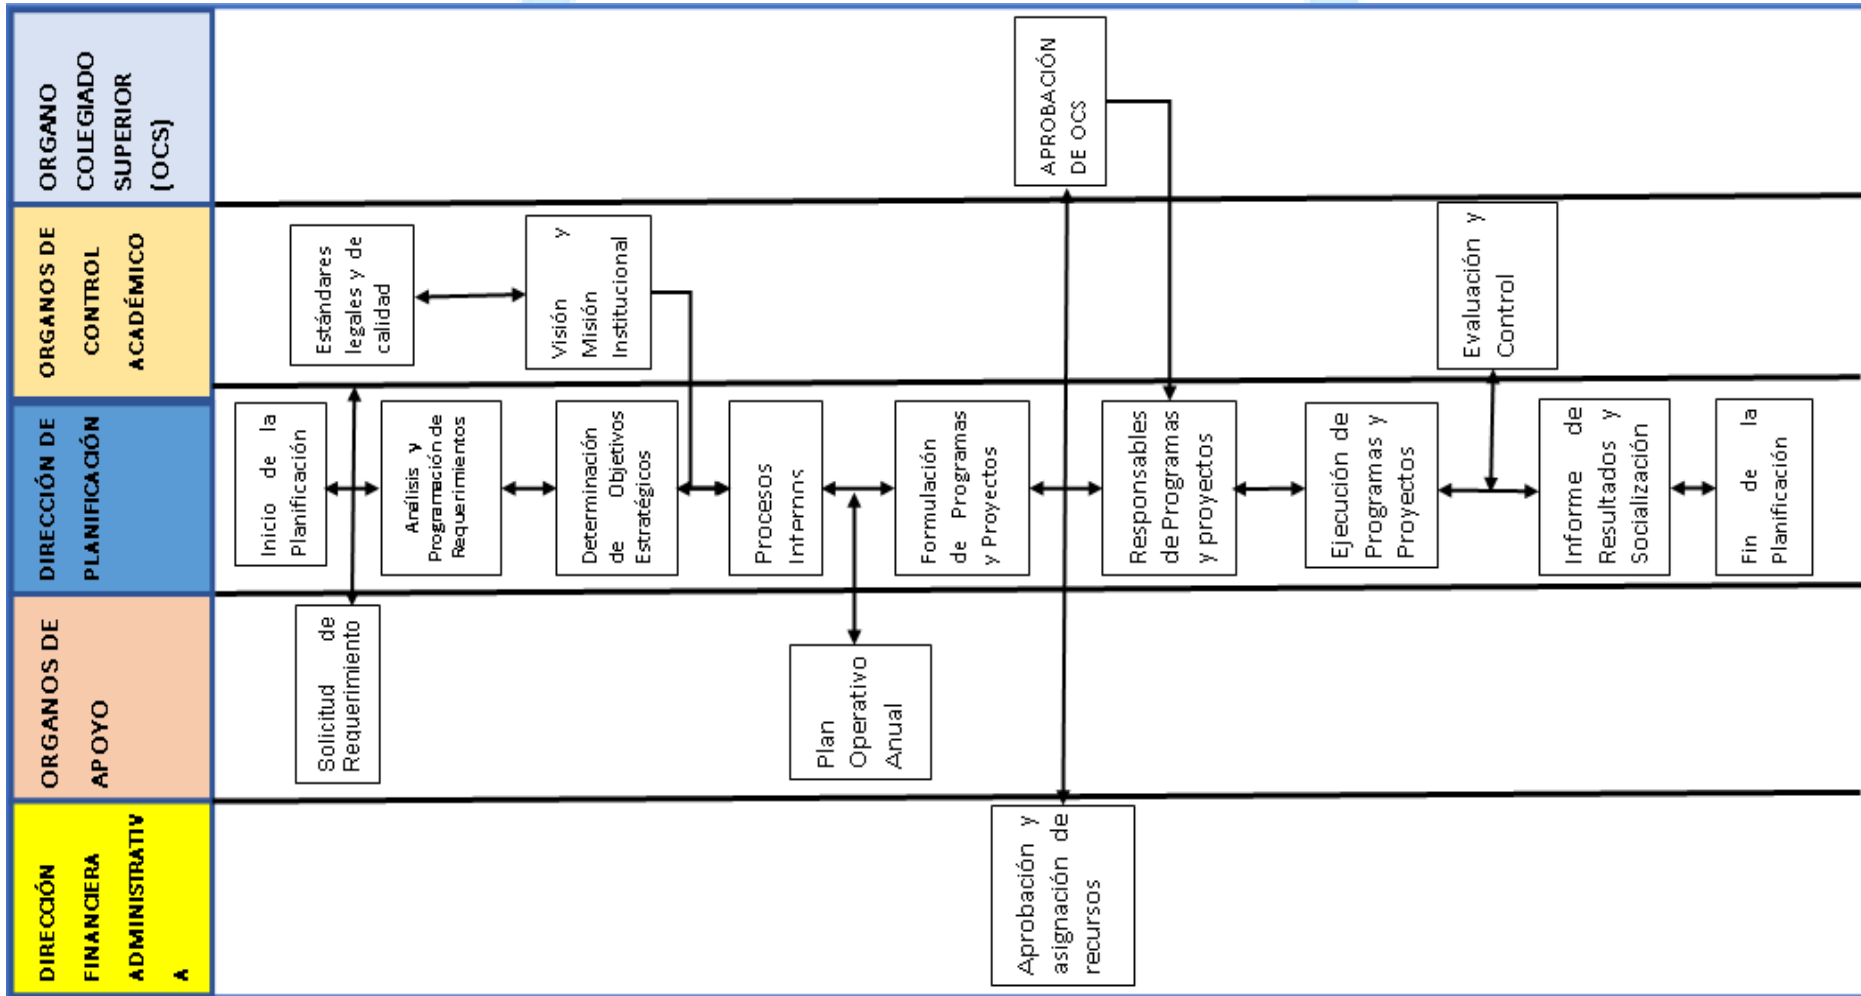 DIRECCIÓN
FINANCIERA
ADMINISTRATIV
A
ORGANOS DE
APOYO
DIRECCIÓN DE
PLANIFICACIÓN
ORGANOS DE
CONTROL
ACADÉMICO
ORGANO
COLEGIADO
SUPERIOR
(OCS)
Inicio de la
Planificación
Solicitud de
Requerimiento
Estándares
legales y de
calidad
Análisis y
Programación de
Requerimientos
Visión y
Misión
Institucional
Determinación
de Objetivos
Estratégicos
Procesos
Internos
Plan
Operativo
Anual
Formulación
de Programas
y Proyectos
Aprobación y
asignación de
recursos
APROBACIÓN
DE OCS
Responsables
de Programas
y proyectos
Ejecución de
Programas y
Proyectos
Evaluación y
Control
Informe de
Resultados y
Socialización
Fin de la
Planificación